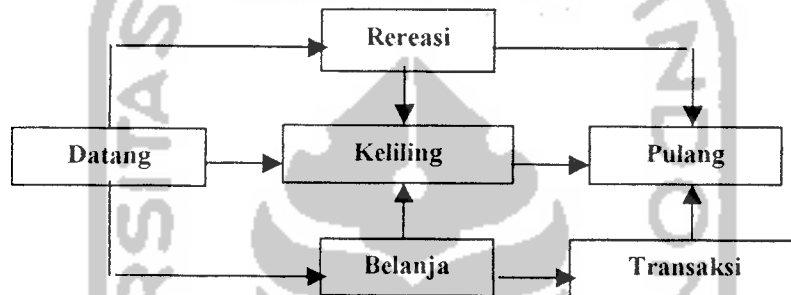 Rereasi
Datang
Keliling
Pulang
Belanja
Transaksi